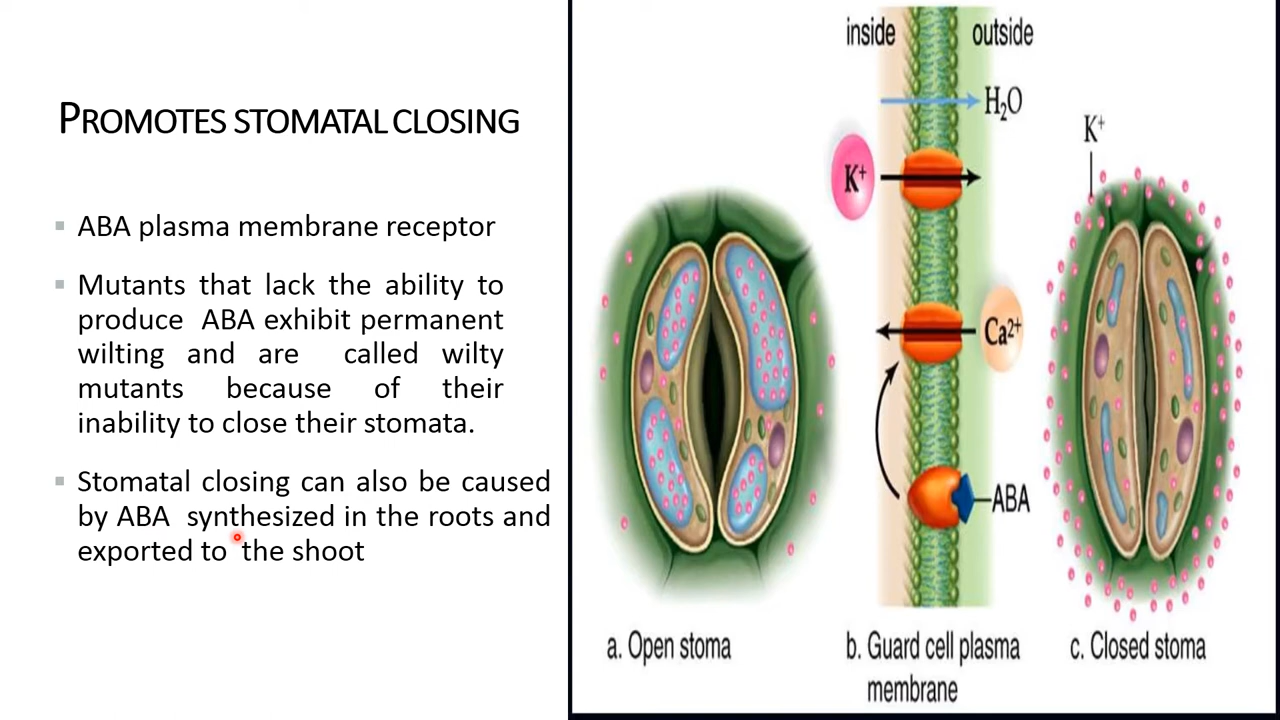 PROMOTES STOMATAL CLOSING
▪ ABA plasma membrane receptor
▪ Mutants that lack the ability to
produce ABA exhibit permanent
wilting and are called wilty
mutants because of their
inability to close their stomata.
▪ Stomatal closing can also be caused
by ABA synthesized in the roots and
exported to the shoot
inside outside
H₂O
K⁺
K⁺
Ca²⁺
ABA
a. Open stoma
b. Guard cell plasma
membrane
c. Closed stoma